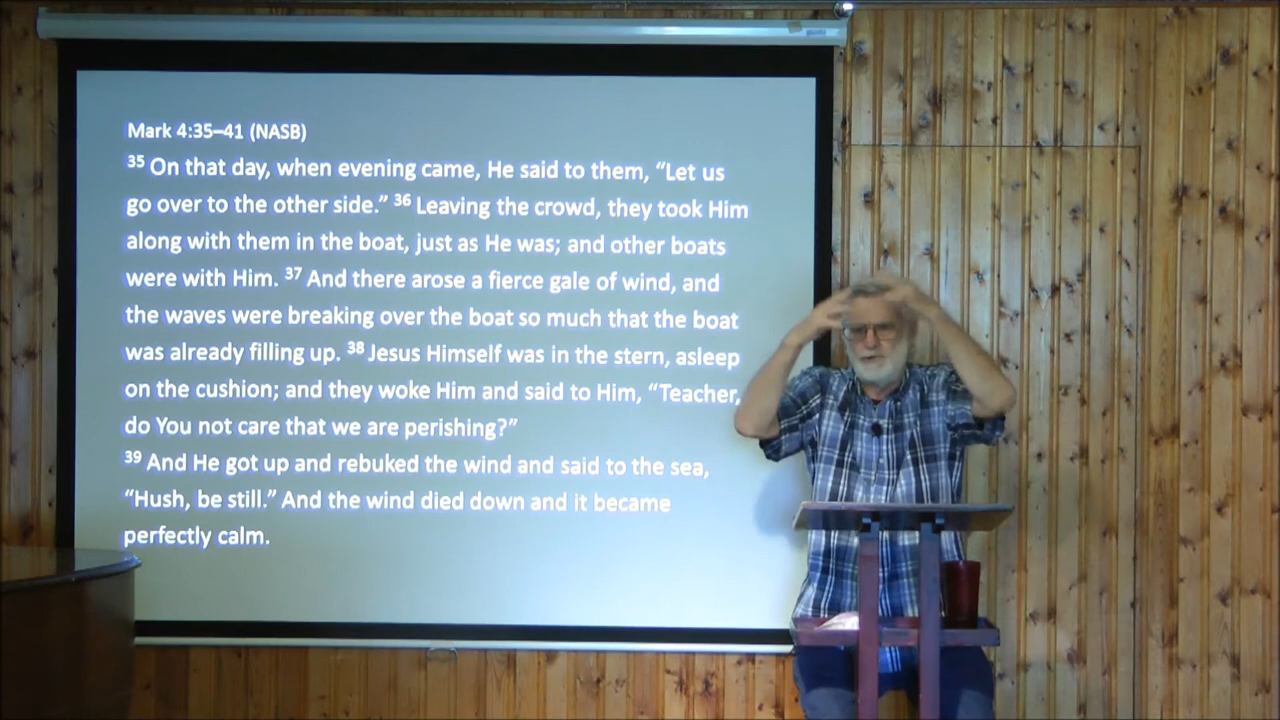 Mark 4:35–41 (NASB)
35 On that day, when evening came, He said to them, “Let us
go over to the other side.” 36 Leaving the crowd, they took Him
along with them in the boat, just as He was; and other boats
were with Him. 37 And there arose a fierce gale of wind, and
the waves were breaking over the boat so much that the boat
was already filling up. 38 Jesus Himself was in the stern, asleep
on the cushion; and they woke Him and said to Him, “Teacher,
do You not care that we are perishing?”
39 And He got up and rebuked the wind and said to the sea,
“Hush, be still.” And the wind died down and it became
perfectly calm.